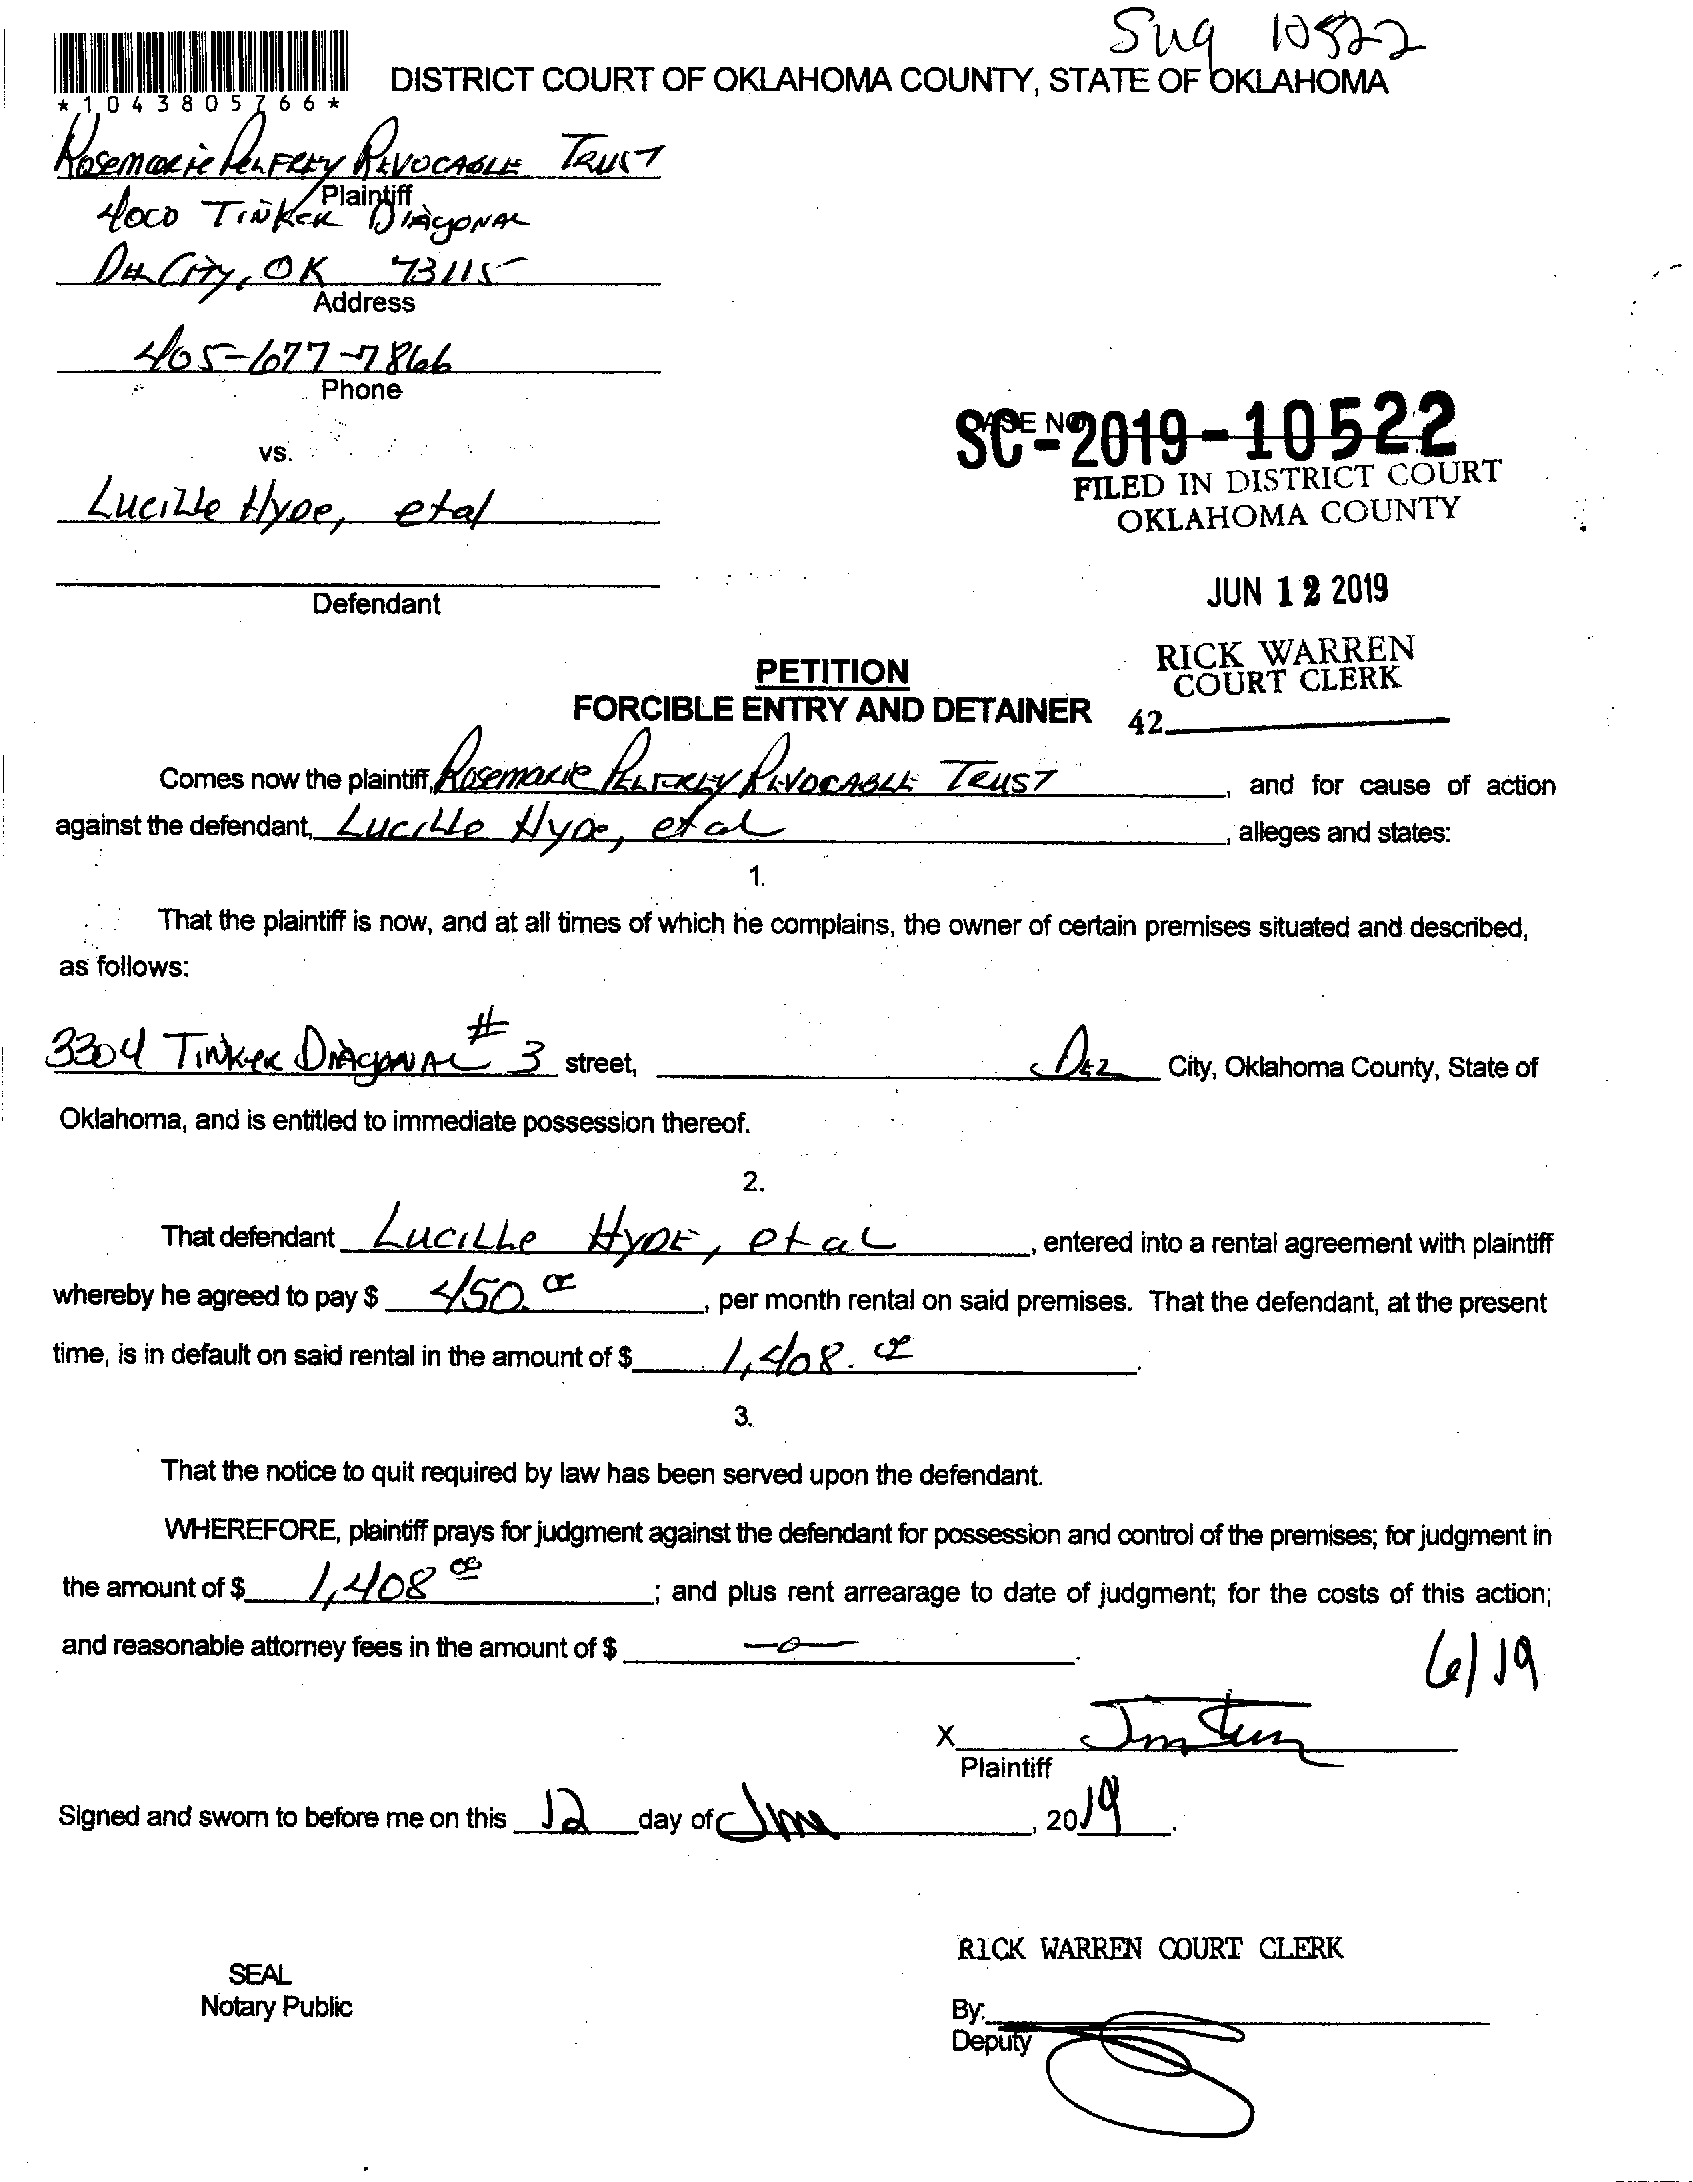 Sug 10522
DISTRICT COURT OF OKLAHOMA COUNTY, STATE OF OKLAHOMA
*1043805766*
Rosemarie Pelfrey Revocable Trust
Plaintiff
4000 Tinker Diagonal
Del City, OK 73115
Address
405-677-7866
Phone
vs.
CASE NO
SC-2019-10522
FILED IN DISTRICT COURT
OKLAHOMA COUNTY
Lucille Hyde, etal
JUN 12 2019
Defendant
RICK WARREN
COURT CLERK
42
PETITION
FORCIBLE ENTRY AND DETAINER
Comes now the plaintiff, Rosemarie Pelfrey Revocable Trust, and for cause of action
against the defendant, Lucille Hyde, etal, alleges and states:
1.
That the plaintiff is now, and at all times of which he complains, the owner of certain premises situated and described,
as follows:
3304 Tinker Diagonal # 3 street, Del City, Oklahoma County, State of
Oklahoma, and is entitled to immediate possession thereof.
2.
That defendant Lucille Hyde, etal, entered into a rental agreement with plaintiff
whereby he agreed to pay $ 450.00, per month rental on said premises. That the defendant, at the present
time, is in default on said rental in the amount of $ 1,408.00.
3.
That the notice to quit required by law has been served upon the defendant.
WHEREFORE, plaintiff prays for judgment against the defendant for possession and control of the premises; for judgment in
the amount of $ 1,408 00; and plus rent arrearage to date of judgment; for the costs of this action;
and reasonable attorney fees in the amount of $ -0-.
6/19
X
Plaintiff
Signed and sworn to before me on this 12 day of June, 2019.
RICK WARREN COURT CLERK
SEAL
Notary Public
By:
Deputy